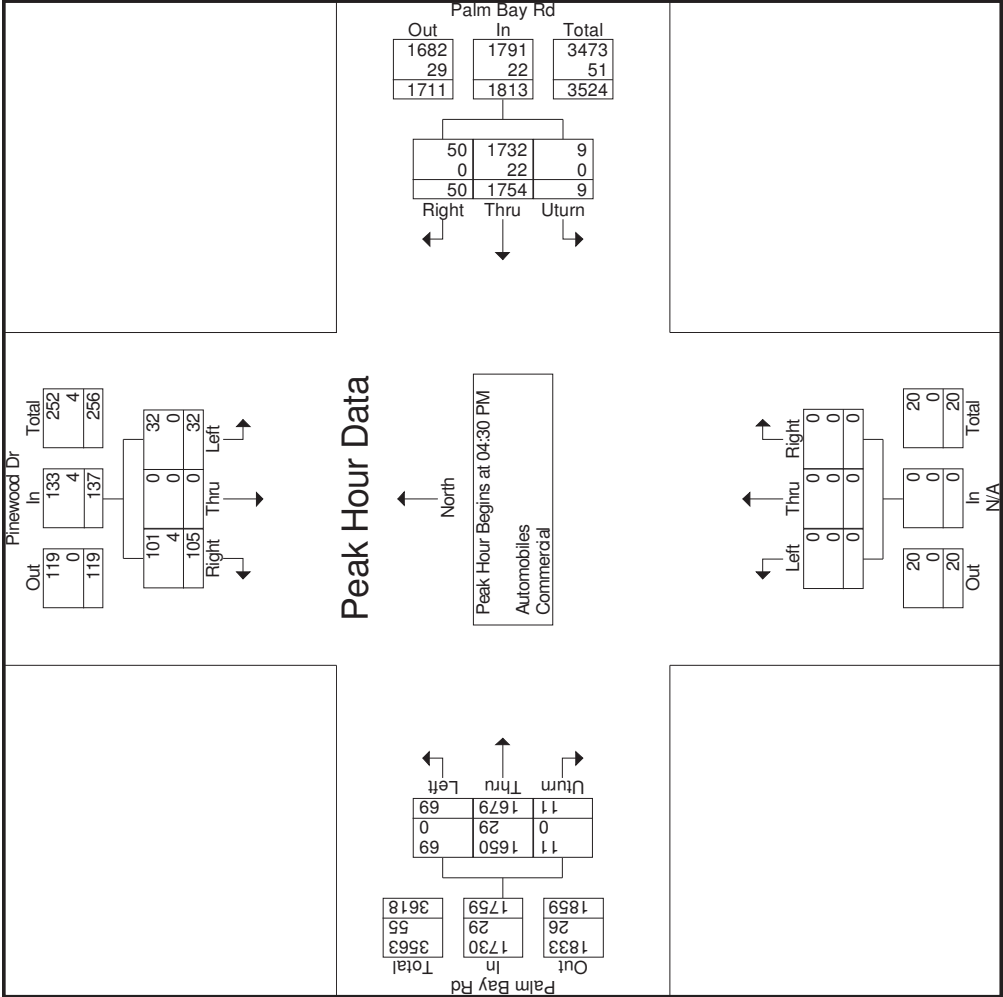 Palm Bay Rd
Out In Total
1682 1791 3473
29 22 51
1711 1813 3524
50 1732 9
0 22 0
50 1754 9
Right Thru Uturn
Pinewood Dr
Out In Total
119 133 252
0 4 4
119 137 256
101 0 32
4 0 0
105 0 32
Right Thru Left
Peak Hour Data
North
Peak Hour Begins at 04:30 PM
Automobiles
Commercial
Left Thru Right
0 0 0
0 0 0
0 0 0
20 0 20
0 0 0
20 0 20
Out In Total
N/A
Uturn Thru Left
11 1679 69
0 29 0
11 1650 69
1859 1759 3618
26 29 55
1833 1730 3563
Out In Total
Palm Bay Rd